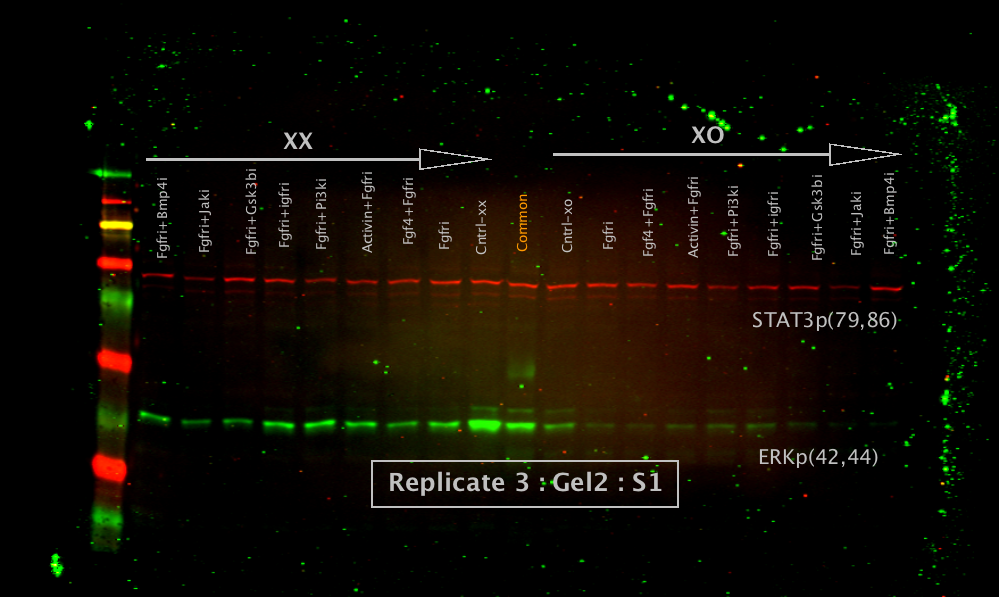 XX
XO
Fgfri+Bmp4i
Fgfri+Jaki
Fgfri+Gsk3bi
Fgfri+igfri
Fgfri+Pi3ki
Activin+Fgfri
Fgf4+Fgfri
Fgfri
Cntrl-xx
Common
Cntrl-xo
Fgfri
Fgf4+Fgfri
Activin+Fgfri
Fgfri+Pi3ki
Fgfri+igfri
Fgfri+Gsk3bi
Fgfri+Jaki
Fgfri+Bmp4i
STAT3p(79,86)
ERKp(42,44)
Replicate 3 : Gel2 : S1